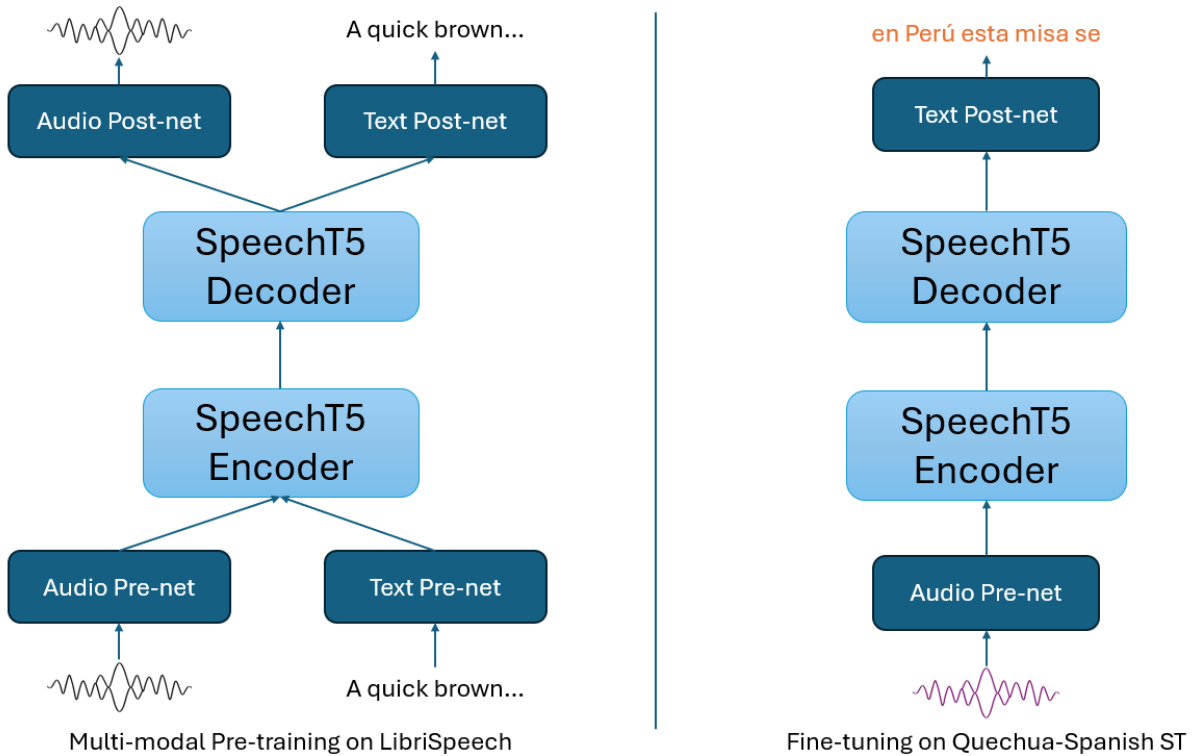 A quick brown...
Audio Post-net
Text Post-net
SpeechT5
Decoder
SpeechT5
Encoder
Audio Pre-net
Text Pre-net
A quick brown...
Multi-modal Pre-training on LibriSpeech
en Perú esta misa se
Text Post-net
SpeechT5
Decoder
SpeechT5
Encoder
Audio Pre-net
Fine-tuning on Quechua-Spanish ST